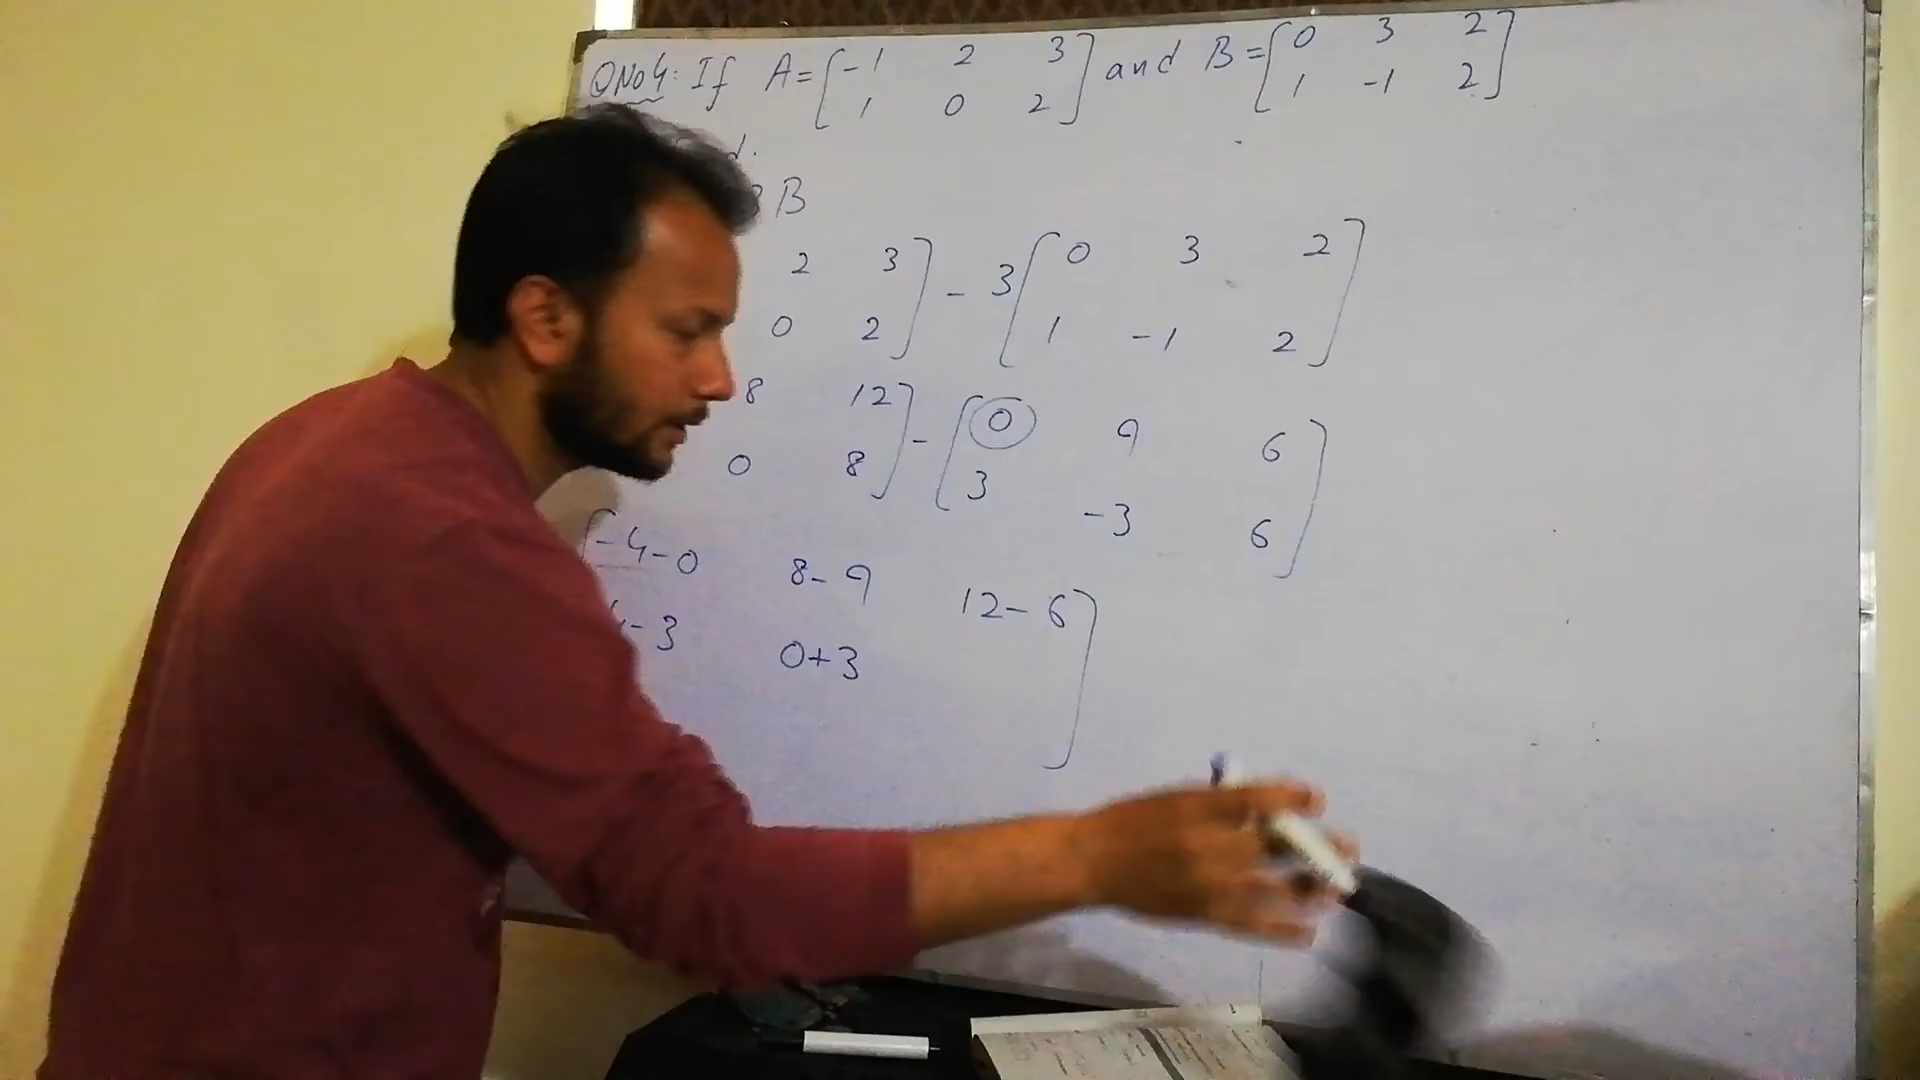 QNo4: If A = [ -1 2 3 ] and B = [ 0 3 2 ]
1 0 2 1 -1 2
d.
B
2 3 ] - 3 [ 0 3 2 ]
0 2 1 -1 2
8 12 ] - [ 0 9 6 ]
0 8 3 -3 6
[ -4-0 8-9 12-6 ]
-3 0+3